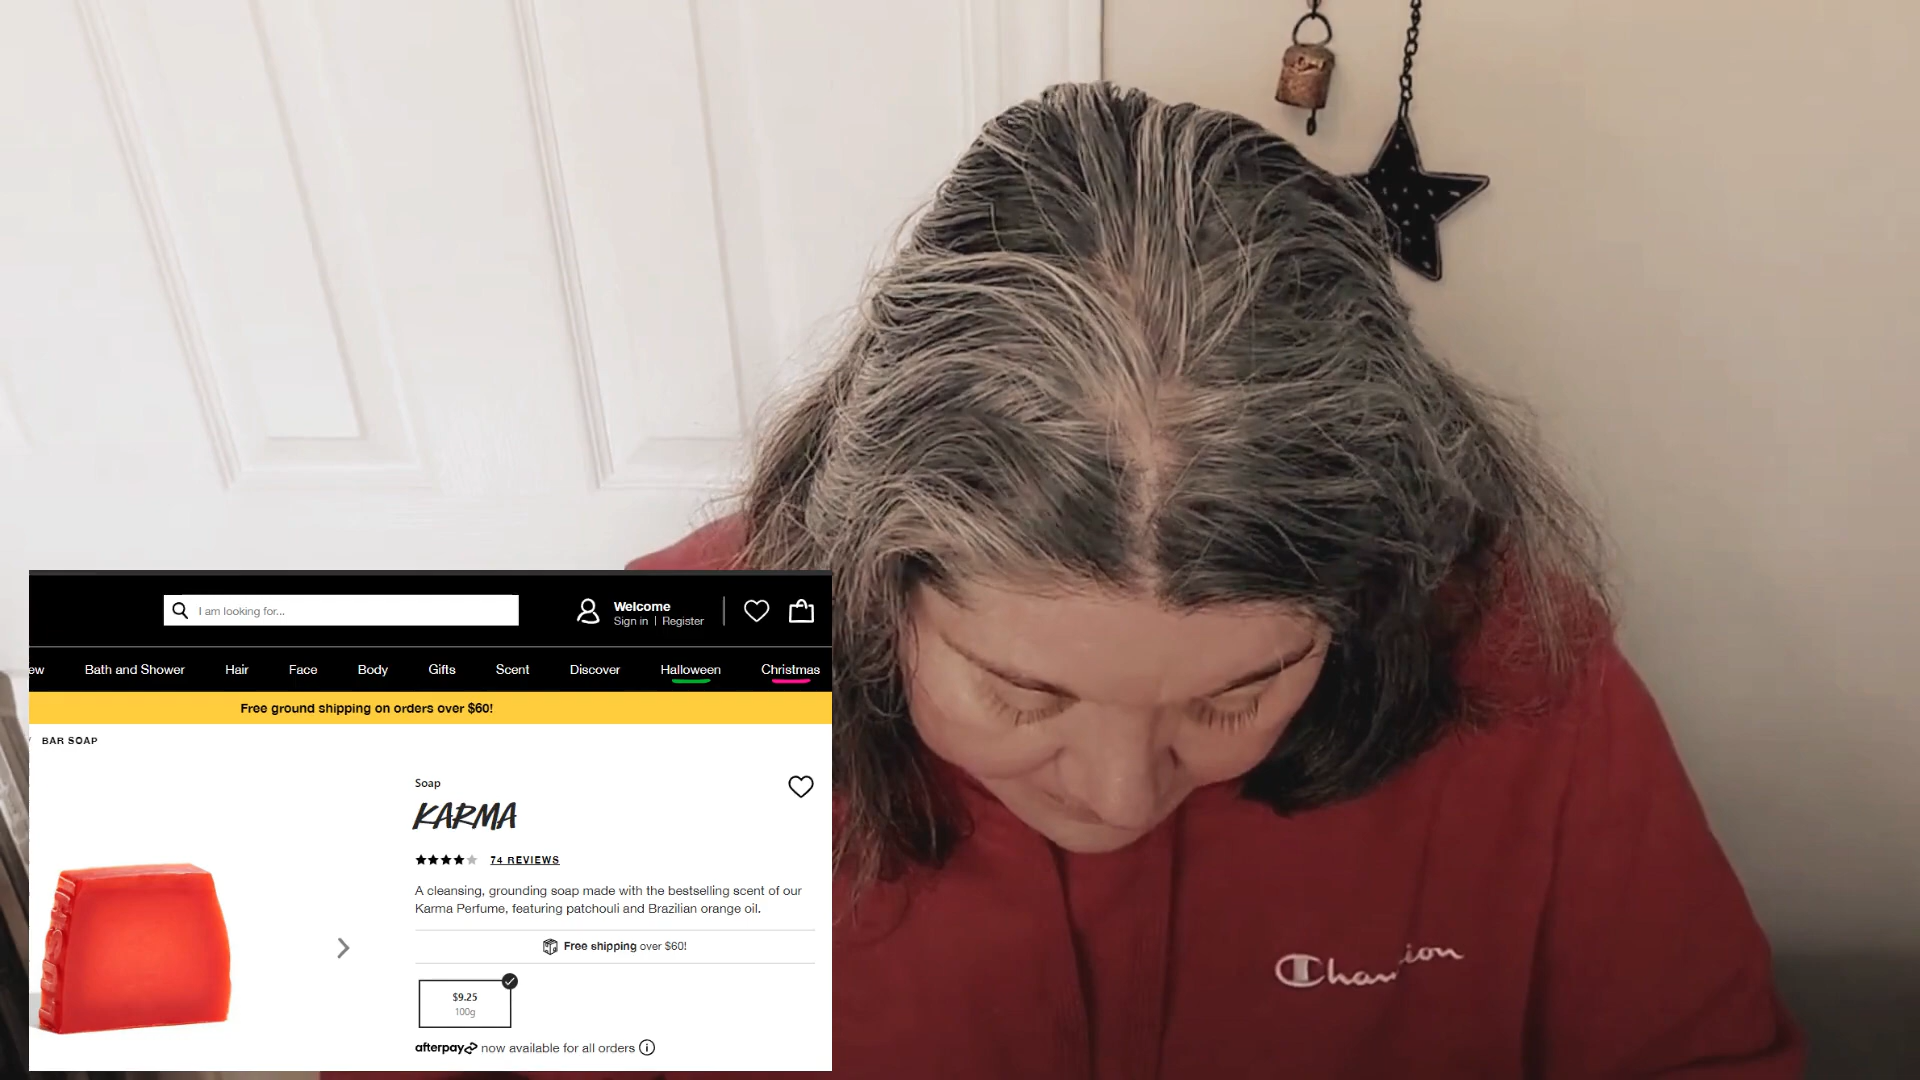 I am looking for...
Welcome
Sign in | Register
ew Bath and Shower Hair Face Body Gifts Scent Discover Halloween Christmas
Free ground shipping on orders over $60!
/ BAR SOAP
Soap
KARMA
74 REVIEWS
A cleansing, grounding soap made with the bestselling scent of our
Karma Perfume, featuring patchouli and Brazilian orange oil.
Free shipping over $60!
$9.25
100g
afterpay now available for all orders
Champion